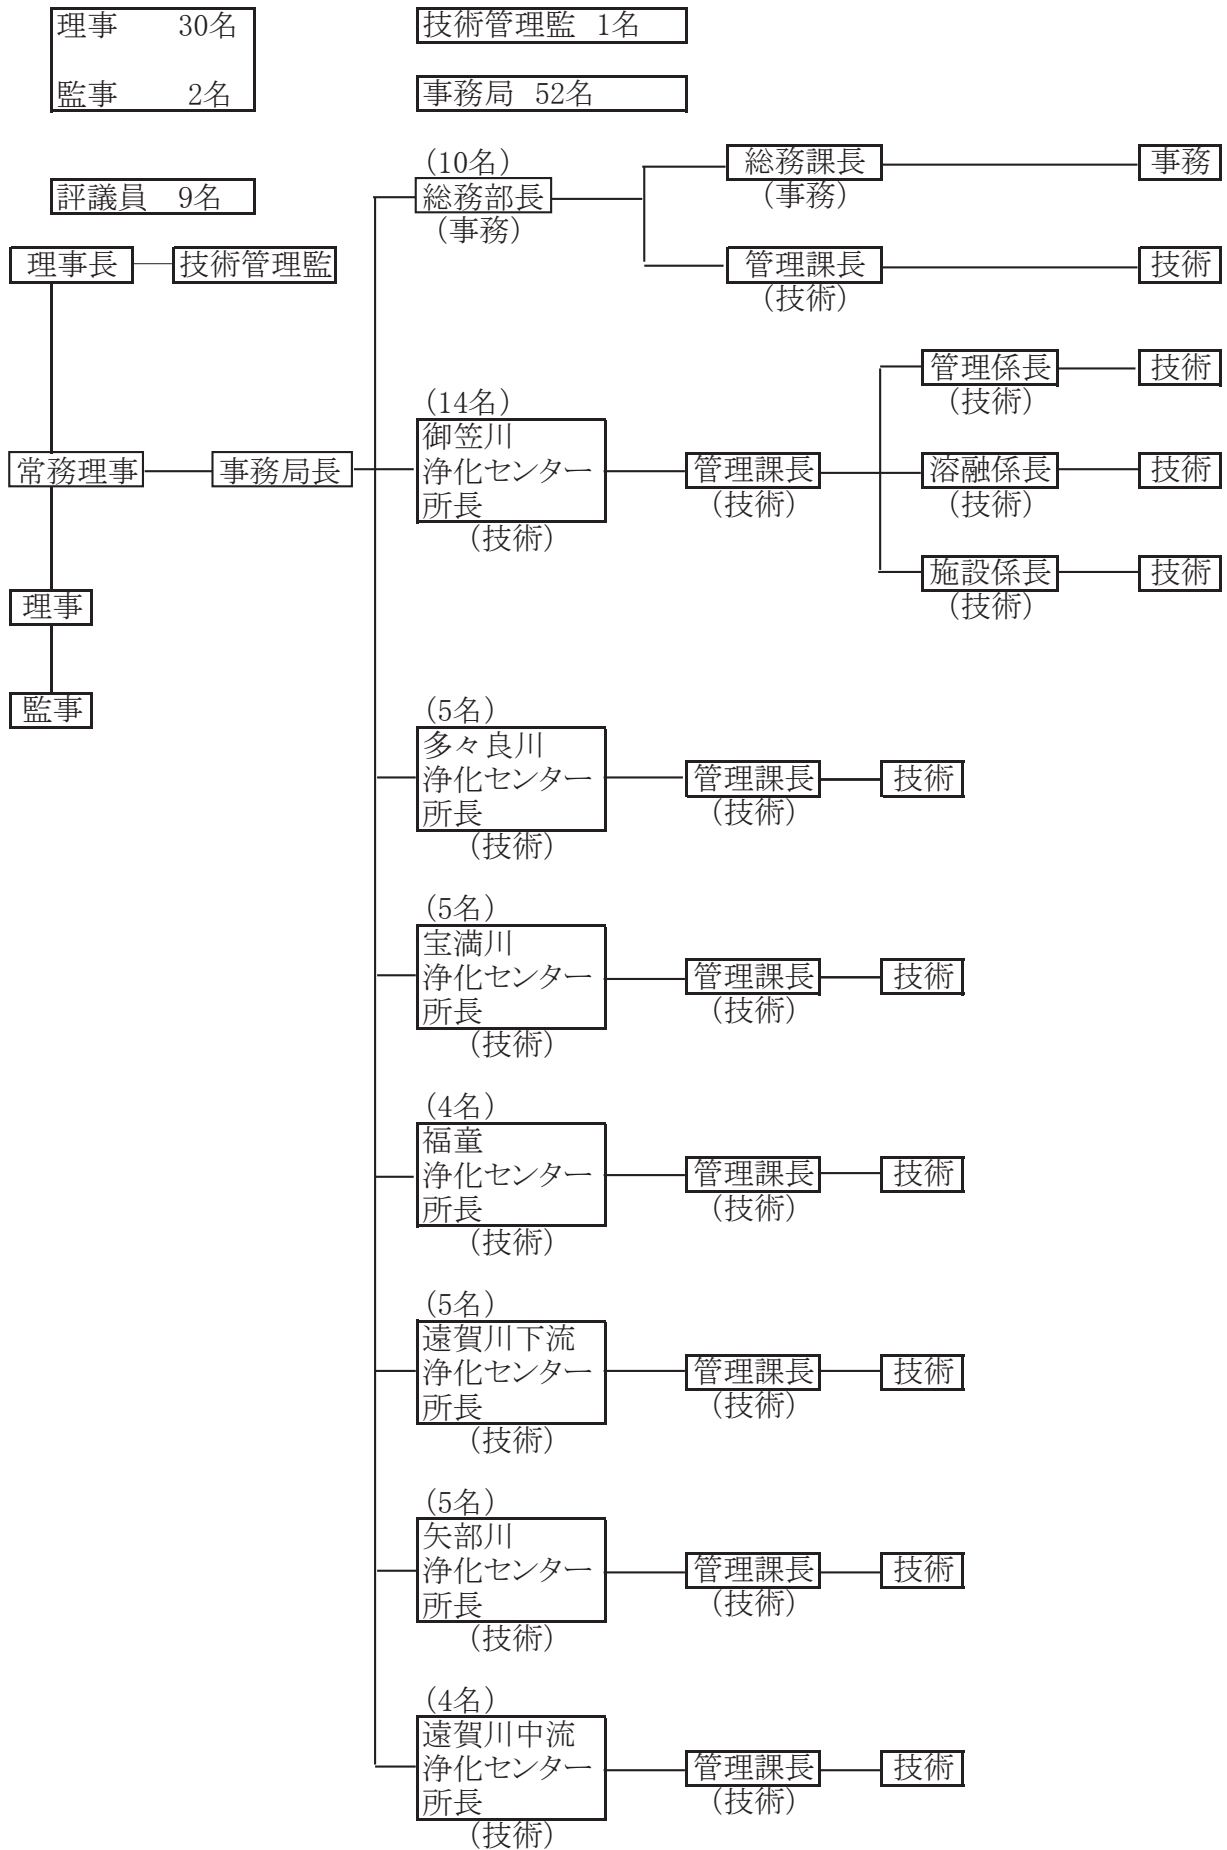 理事 30名
監事 2名
技術管理監 1名
事務局 52名
評議員 9名
理事長
技術管理監
常務理事
事務局長
理事
監事
(10名)
総務部長
(事務)
総務課長
(事務)
事務
管理課長
(技術)
技術
(14名)
御笠川
浄化センター
所長
(技術)
管理課長
(技術)
管理係長
(技術)
技術
溶融係長
(技術)
技術
施設係長
(技術)
技術
(5名)
多々良川
浄化センター
所長
(技術)
管理課長
(技術)
技術
(5名)
宝満川
浄化センター
所長
(技術)
管理課長
(技術)
技術
(4名)
福童
浄化センター
所長
(技術)
管理課長
(技術)
技術
(5名)
遠賀川下流
浄化センター
所長
(技術)
管理課長
(技術)
技術
(5名)
矢部川
浄化センター
所長
(技術)
管理課長
(技術)
技術
(4名)
遠賀川中流
浄化センター
所長
(技術)
管理課長
(技術)
技術